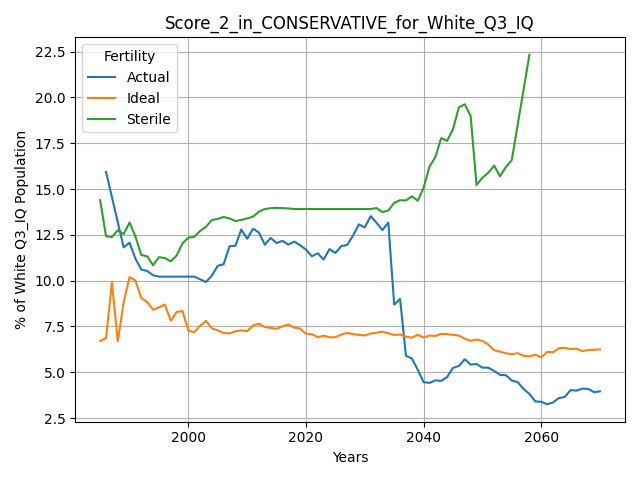 Score_2_in_CONSERVATIVE_for_White_Q3_IQ
Fertility
Actual
Ideal
Sterile
% of White Q3_IQ Population
22.5
20.0
17.5
15.0
12.5
10.0
7.5
5.0
2.5
2000 2020 2040 2060
Years